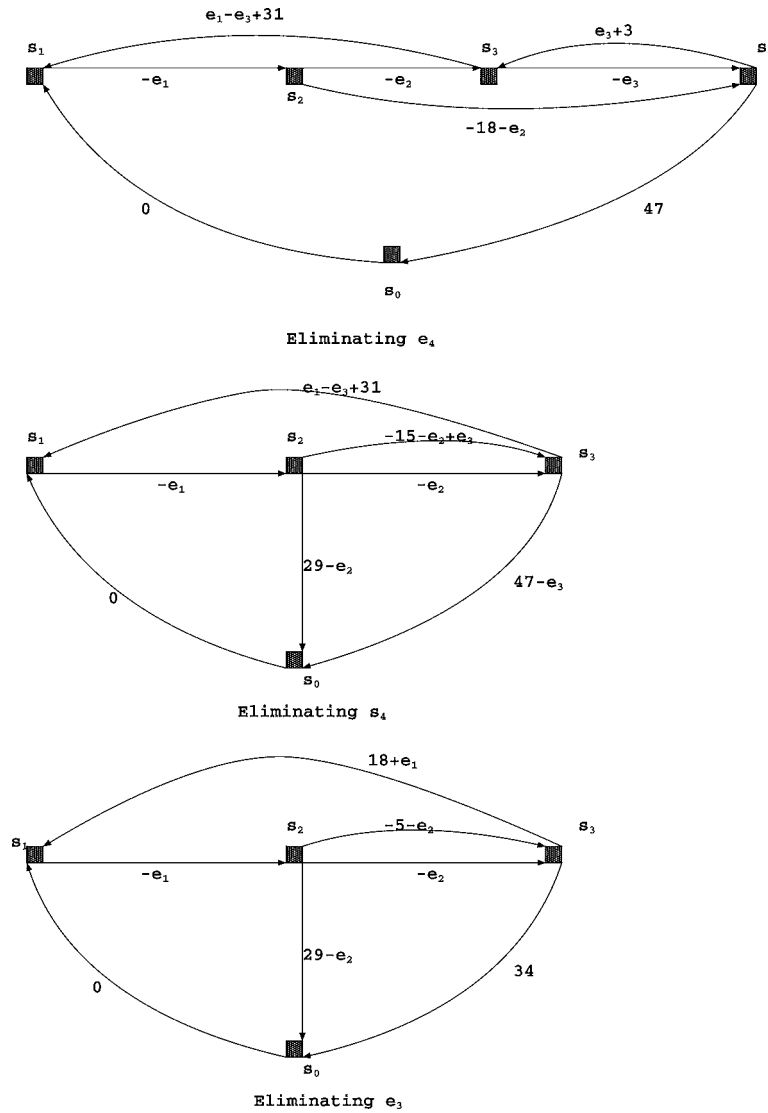 e₁-e₃+31
e₃+3
s₁
s₃
s
-e₁
s₂
-e₂
-e₃
-18-e₂
0
47
s₀
Eliminating e₄
e₁-e₃+31
s₁
s₂
-15-e₂+e₃
s₃
-e₁
-e₂
29-e₂
47-e₃
0
s₀
Eliminating s₄
18+e₁
s₁
s₂
-5-e₂
s₃
-e₁
-e₂
29-e₂
34
0
s₀
Eliminating e₃